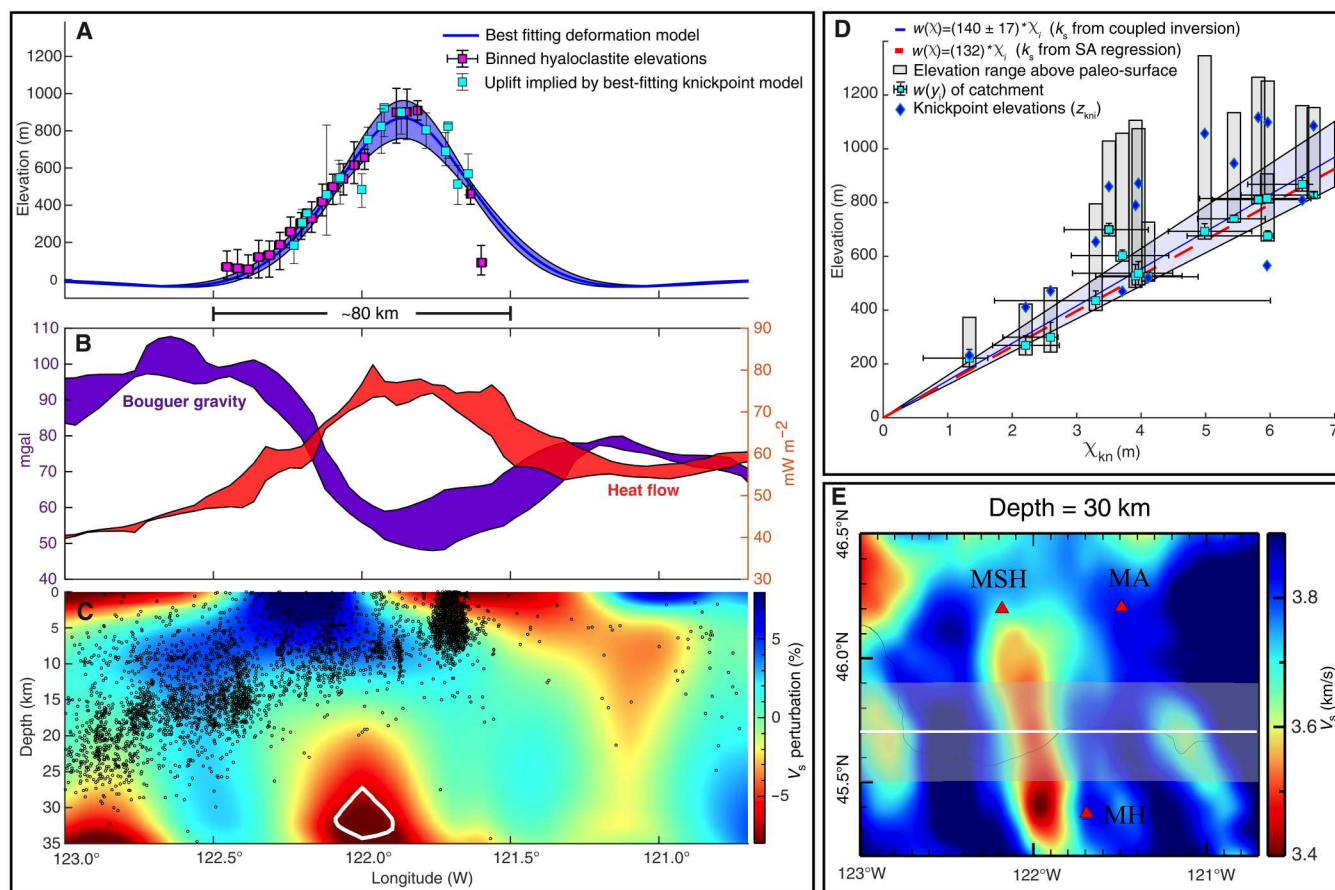 A
Best fitting deformation model
Binned hyaloclastite elevations
Uplift implied by best-fitting knickpoint model
Elevation (m)
1200
1000
800
600
400
200
0
~80 km
B
110
100
90
80
70
60
50
40
mgal
Bouguer gravity
Heat flow
90
80
70
60
50
40
30
mW m-2
C
0
5
10
15
20
25
30
35
Depth (km)
123.0°
122.5°
122.0°
121.5°
121.0°
Longitude (W)
5
0
-5
Vs perturbation (%)
D
w(χ)=(140 ± 17)*χi (ks from coupled inversion)
w(χ)=(132)*χi (ks from SA regression)
Elevation range above paleo-surface
w(yi) of catchment
Knickpoint elevations (zkni)
Elevation (m)
1200
1000
800
600
400
200
0
0 1 2 3 4 5 6 7
χkn (m)
E
Depth = 30 km
46.5°N
46.0°N
45.5°N
MSH
MA
MH
123°W
122°W
121°W
3.8
3.6
3.4
Vs (km/s)